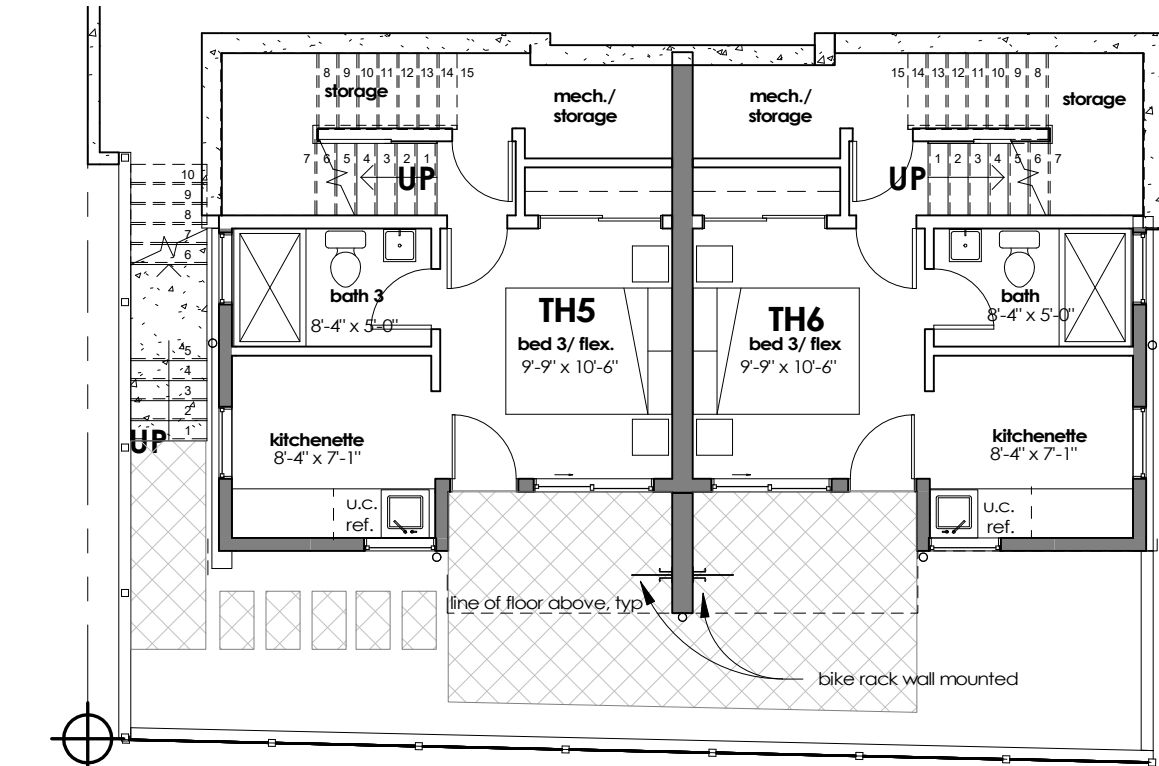 8 9 10 11 12 13 14 15
storage
mech./
storage
mech./
storage
15 14 13 12 11 10 9 8
storage
7 6 5 4 3 2 1
UP
UP
1 2 3 4 5 6 7
10
9
8
7
6
5
4
3
2
1
UP
bath 3
8'-4" x 5'-0"
TH5
bed 3/ flex.
9'-9" x 10'-6"
TH6
bed 3/ flex
9'-9" x 10'-6"
bath
8'-4" x 5'-0"
kitchenette
8'-4" x 7'-1"
kitchenette
8'-4" x 7'-1"
u.c.
ref.
u.c.
ref.
line of floor above, typ
bike rack wall mounted